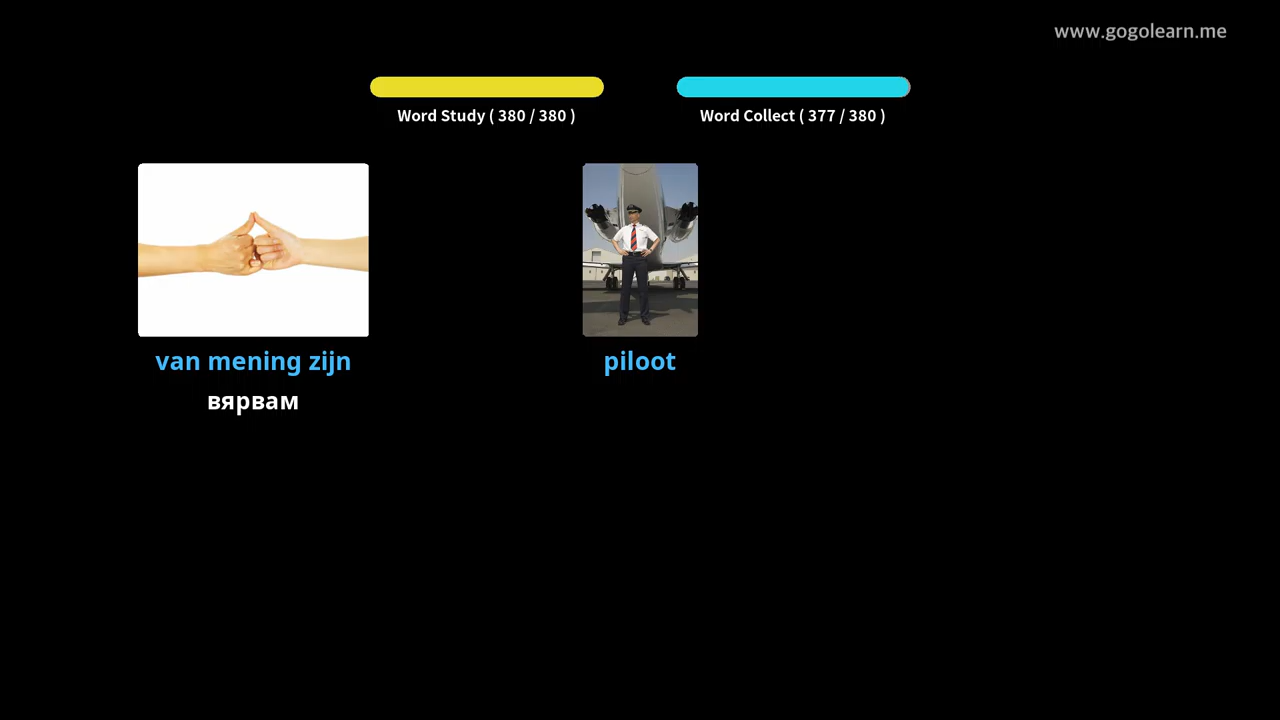 www.gogolearn.me
Word Study ( 380 / 380 )
Word Collect ( 377 / 380 )
van mening zijn
вярвам
piloot